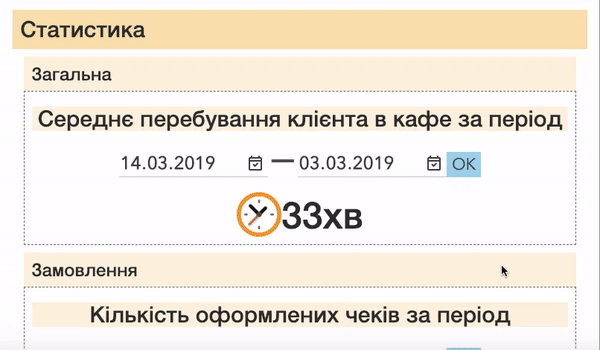 Статистика
Загальна
Середнє перебування клієнта в кафе за період
14.03.2019 — 03.03.2019 OK
33хв
Замовлення
Кількість оформлених чеків за період